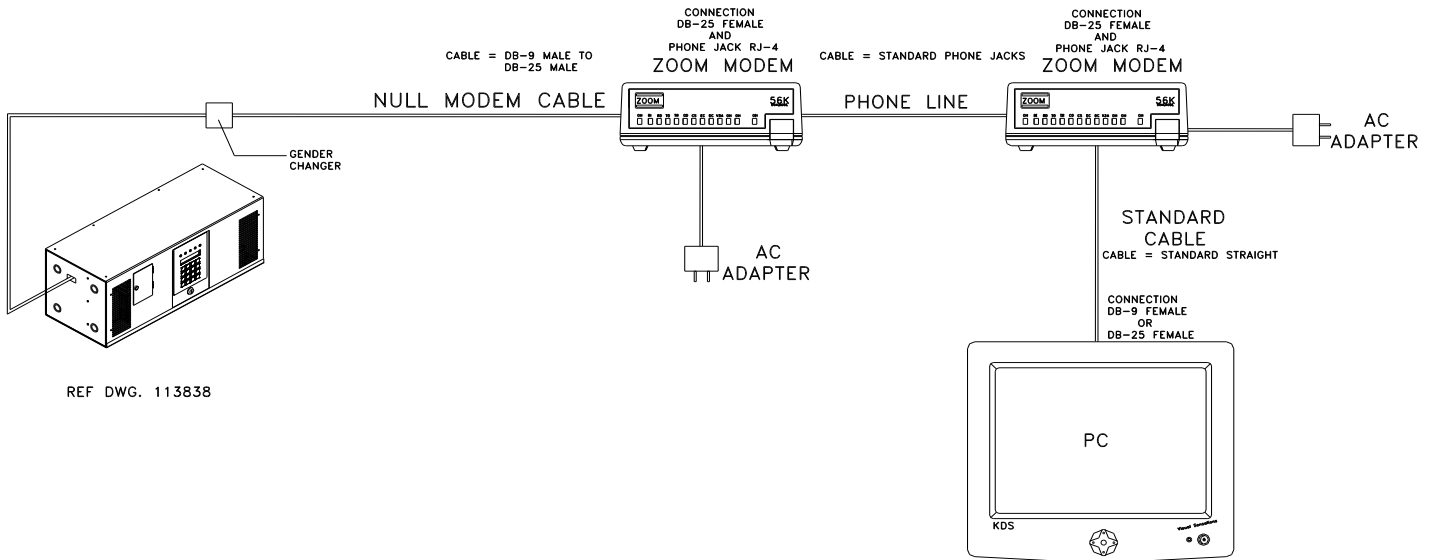 CONNECTION
DB-25 FEMALE
AND
PHONE JACK RJ-4
ZOOM MODEM
CONNECTION
DB-25 FEMALE
AND
PHONE JACK RJ-4
ZOOM MODEM
CABLE = DB-9 MALE TO
DB-25 MALE
CABLE = STANDARD PHONE JACKS
NULL MODEM CABLE
ZOOM
56K
PHONE LINE
ZOOM
56K
AC
ADAPTER
GENDER
CHANGER
AC
ADAPTER
STANDARD
CABLE
CABLE = STANDARD STRAIGHT
CONNECTION
DB-9 FEMALE
OR
DB-25 FEMALE
REF DWG. 113838
PC
KDS
Visual Sensations